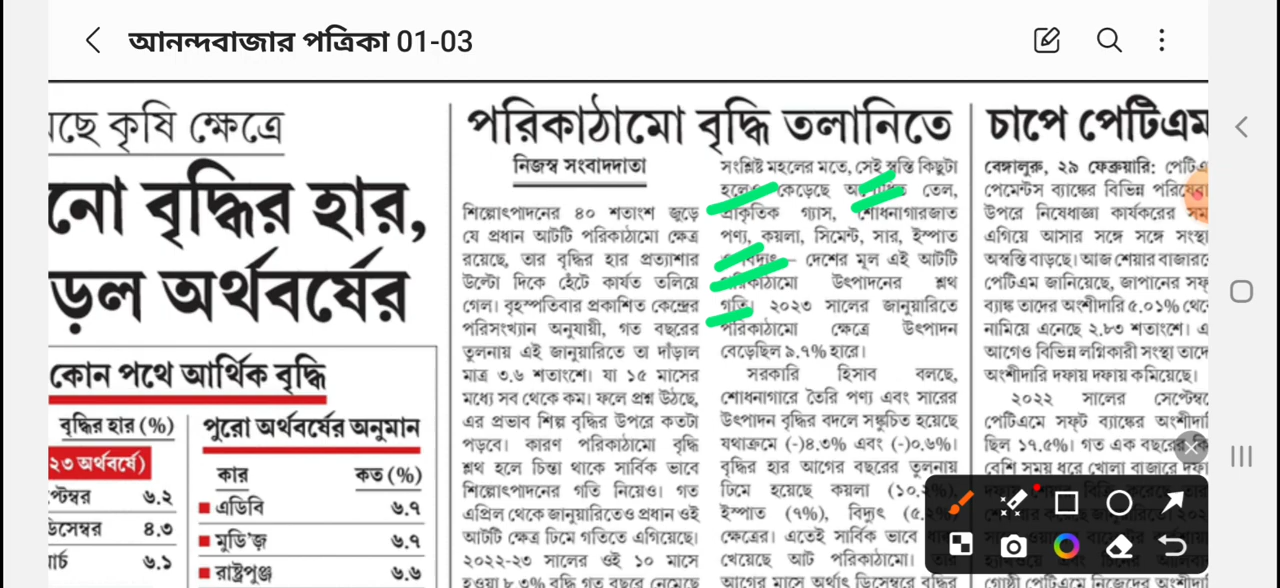 আনন্দবাজার পত্রিকা 01-03
কৃষি ক্ষেত্রে
বৃদ্ধির হার,
অর্থবর্ষের
কোন পথে আর্থিক বৃদ্ধি
বৃদ্ধির হার (%)
২৩ অর্থবর্ষে)
৬.২
৪.৩
৬.১
পুরো অর্থবর্ষের অনুমান
কার কত (%)
এডিবি ৬.৭
মুডি'জ় ৬.৭
রাষ্ট্রপুঞ্জ ৬.৬
পরিকাঠামো বৃদ্ধি তলানিতে
নিজস্ব সংবাদদাতা
শিল্পোৎপাদনের ৪০ শতাংশ জুড়ে
যে প্রধান আটটি পরিকাঠামো ক্ষেত্র
রয়েছে, তার বৃদ্ধির হার প্রত্যাশার
উল্টো দিকে হেঁটে কার্যত তলিয়ে
গেল। বৃহস্পতিবার প্রকাশিত কেন্দ্রের
পরিসংখ্যান অনুযায়ী, গত বছরের
তুলনায় এই জানুয়ারিতে তা দাঁড়াল
মাত্র ৩.৬ শতাংশে। যা ১৫ মাসের
মধ্যে সব থেকে কম। ফলে প্রশ্ন উঠছে,
এর প্রভাব শিল্প বৃদ্ধির উপরে কতটা
পড়বে। কারণ পরিকাঠামো বৃদ্ধি
শ্লথ হলে চিন্তা থাকে সার্বিক ভাবে
শিল্পোৎপাদনের গতি নিয়েও। গত
এপ্রিল থেকে জানুয়ারিতেও প্রধান ওই
আটটি ক্ষেত্র ঢিমে গতিতে এগিয়েছে।
২০২২-২৩ সালের ওই ১০ মাসে
সংশ্লিষ্ট মহলের মতে, সেই স্বস্তি কিছুটা
কেড়েছে তেল,
প্রাকৃতিক গ্যাস, শোধনাগারজাত
পণ্য, কয়লা, সিমেন্ট, সার, ইস্পাত
বিদ্যুৎ— দেশের মূল এই আটটি
পরিকাঠামো উৎপাদনের শ্লথ
গতি। ২০২৩ সালের জানুয়ারিতে
পরিকাঠামো ক্ষেত্রে উৎপাদন
বেড়েছিল ৯.৭% হারে।
সরকারি হিসাব বলছে,
শোধনাগারে তৈরি পণ্য এবং সারের
উৎপাদন বৃদ্ধির বদলে সঙ্কুচিত হয়েছে
যথাক্রমে (-)৪.৩% এবং (-)০.৬%।
বৃদ্ধির হার আগের বছরের তুলনায়
ঢিমে হয়েছে কয়লা
ইস্পাত (৭%), বিদ্যুৎ
ক্ষেত্রের। এতেই সার্বিক ভাবে
খেয়েছে আট পরিকাঠামো।
আগের মাসে অর্থাৎ ডিসেম্বরে বৃদ্ধির
চাপে পেটিএম
বেঙ্গালুরু, ২৯ ফেব্রুয়ারি:
পেমেন্টস ব্যাঙ্কের বিভিন্ন
উপরে নিষেধাজ্ঞা কার্যকরের
এগিয়ে আসার সঙ্গে সঙ্গে সংস্থা
অস্বস্তি বাড়ছে। আজ শেয়ার বাজারে
পেটিএম জানিয়েছে, জাপানের
ব্যাঙ্ক তাদের অংশীদারি ৫.০১%
নামিয়ে এনেছে ২.৮৩ শতাংশে।
আগেও বিভিন্ন লগ্নিকারী সংস্থা
অংশীদারি দফায় দফায় কমিয়েছে।
২০২২ সালের
পেটিএমে সফ্‌ট ব্যাঙ্কের
ছিল ১৭.৫%। গত এক বছরের
বেশি সময় ধরে খোলা বাজারে